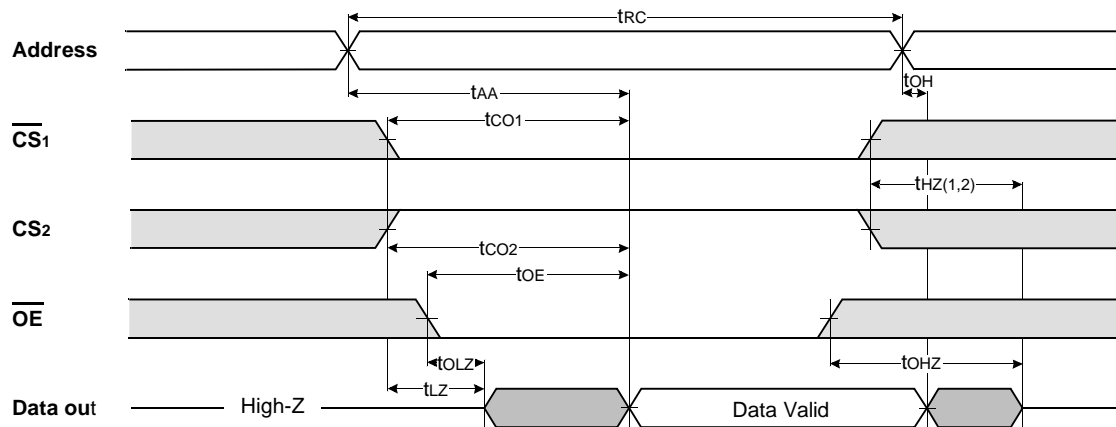 tRC
Address
tOH
tAA
tCO1
CS1
tHZ(1,2)
CS2
tCO2
tOE
OE
tOLZ
tOHZ
tLZ
Data out
High-Z
Data Valid